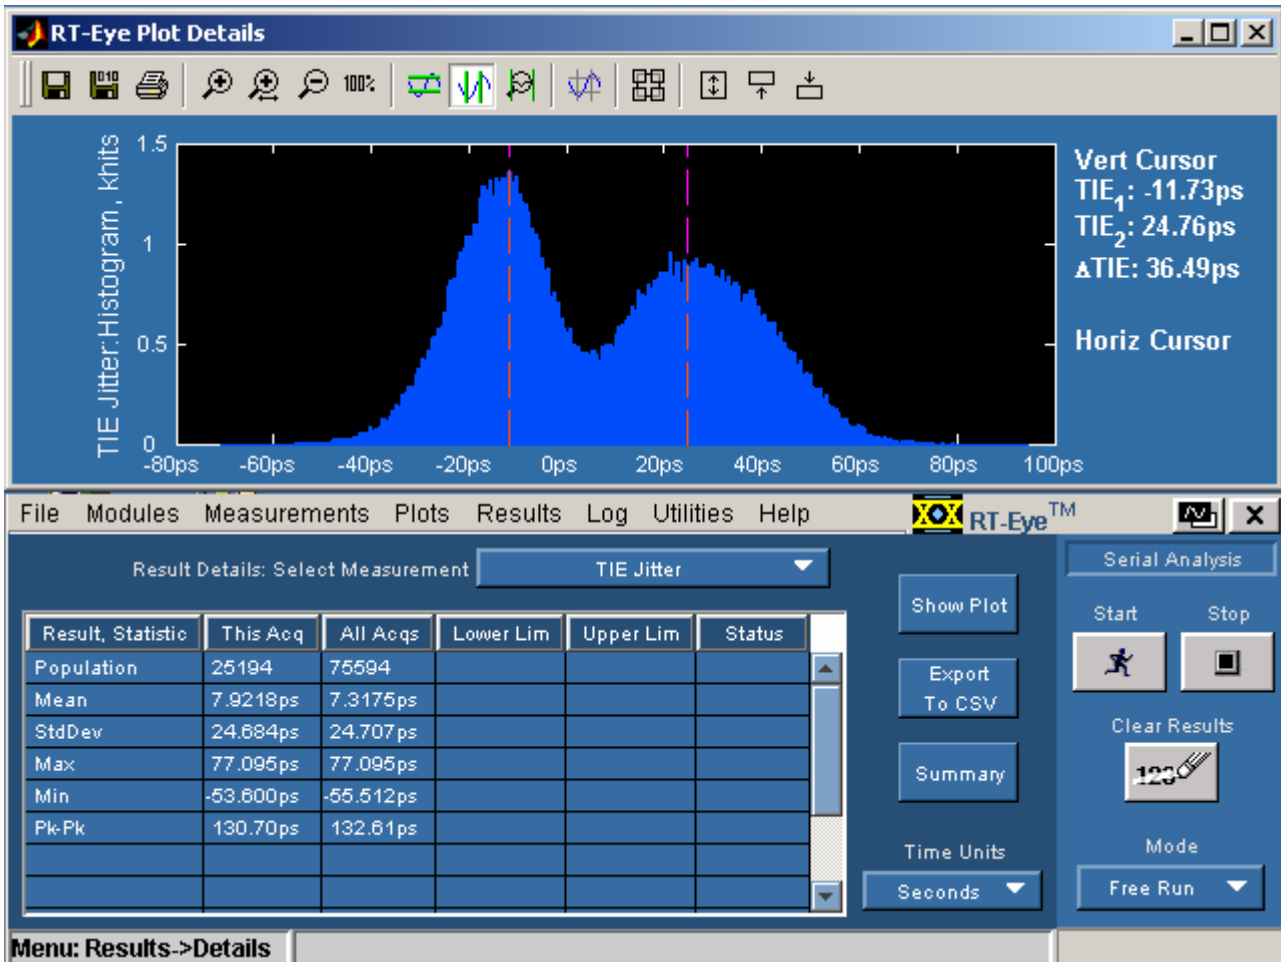 RT-Eye Plot Details
100%
TIE Jitter:Histogram, khits
1.5
1
0.5
0
-80ps -60ps -40ps -20ps 0ps 20ps 40ps 60ps 80ps 100ps
Vert Cursor
TIE1: -11.73ps
TIE2: 24.76ps
ΔTIE: 36.49ps
Horiz Cursor
File Modules Measurements Plots Results Log Utilities Help
RT-Eye™
Result Details: Select Measurement TIE Jitter
Result, Statistic This Acq All Acqs Lower Lim Upper Lim Status
Population 25194 75594
Mean 7.9218ps 7.3175ps
StdDev 24.684ps 24.707ps
Max 77.095ps 77.095ps
Min -53.600ps -55.512ps
Pk-Pk 130.70ps 132.61ps
Show Plot
Export
To CSV
Summary
Time Units
Seconds
Serial Analysis
Start Stop
Clear Results
123
Mode
Free Run
Menu: Results->Details